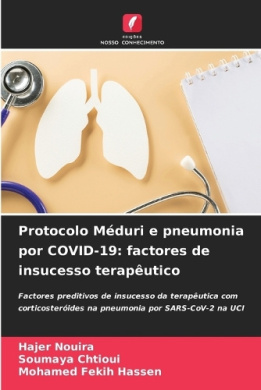 edições
NOSSO CONHECIMENTO
Protocolo Méduri e pneumonia
por COVID-19: factores de
insucesso terapêutico
Factores preditivos de insucesso da terapêutica com
corticosteróides na pneumonia por SARS-CoV-2 na UCI
Hajer Nouira
Soumaya Chtioui
Mohamed Fekih Hassen